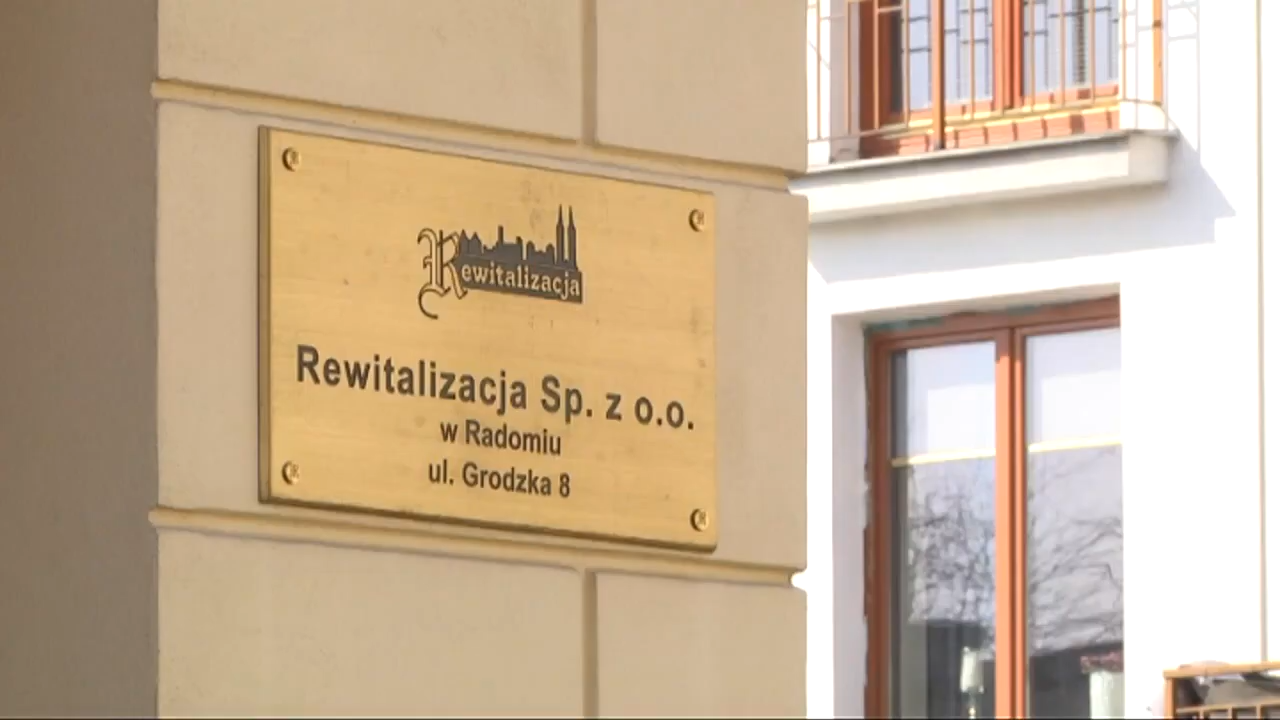 Rewitalizacja
Rewitalizacja Sp. z o.o.
w Radomiu
ul. Grodzka 8